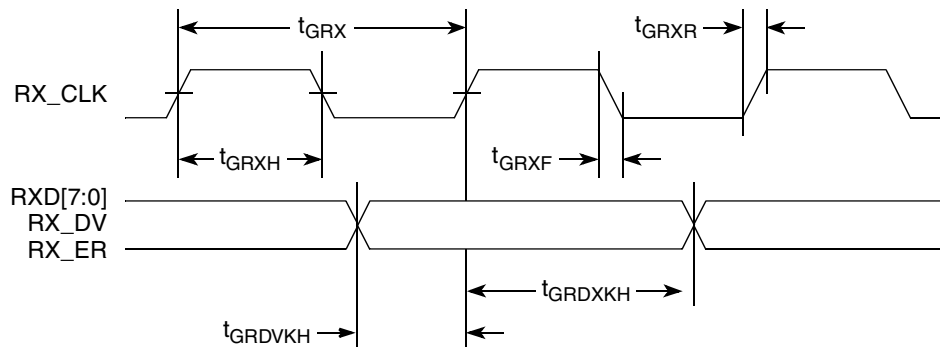 tGRX
tGRXR
RX_CLK
tGRXH
tGRXF
RXD[7:0]
RX_DV
RX_ER
tGRDXKH
tGRDVKH